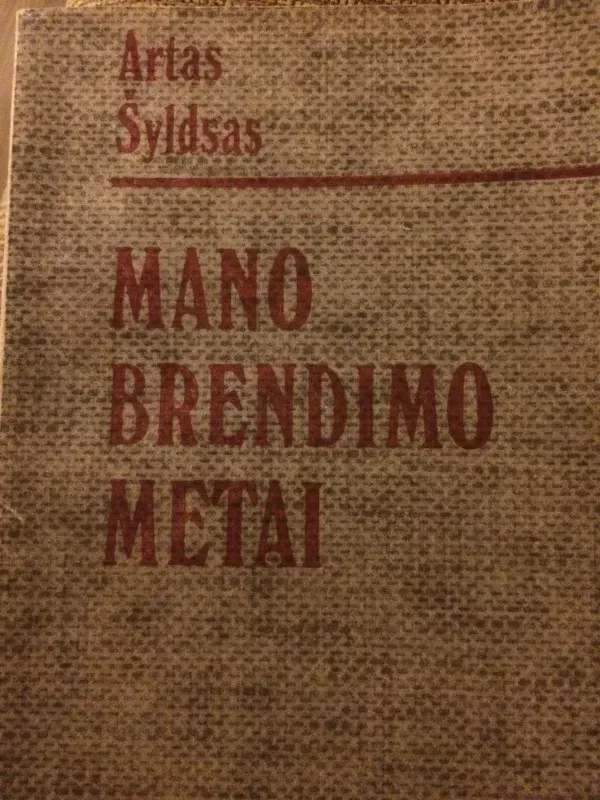 Artas
Šyldsas
MANO
BRENDIMO
METAI